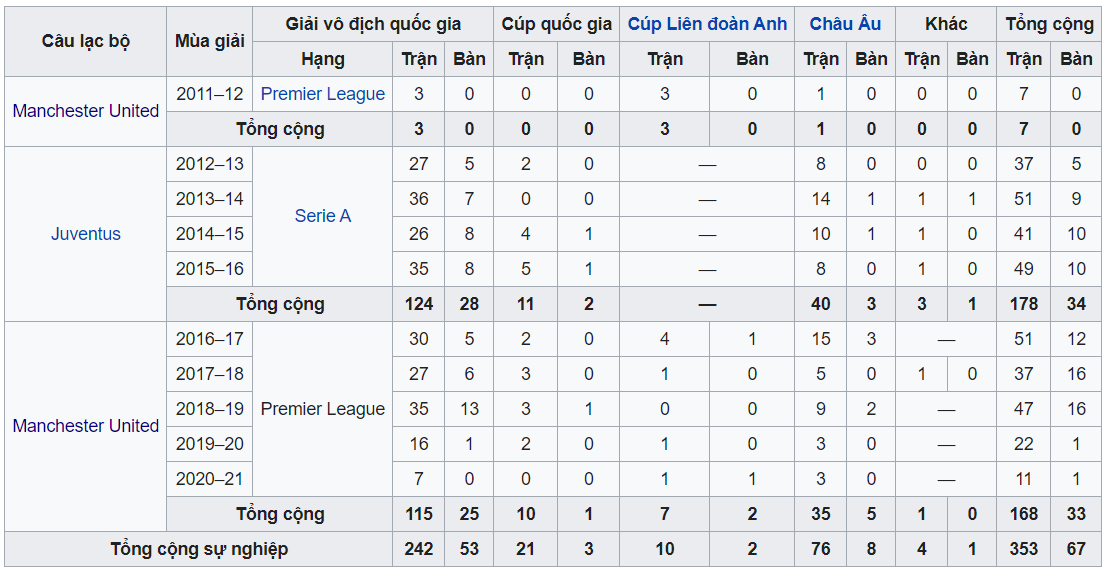 Câu lạc bộ Mùa giải Giải vô địch quốc gia Cúp quốc gia Cúp Liên đoàn Anh Châu Âu Khác Tổng cộng
Hạng Trận Bàn Trận Bàn Trận Bàn Trận Bàn Trận Bàn Trận Bàn
Manchester United 2011–12 Premier League 3 0 0 0 3 0 1 0 0 0 7 0
Tổng cộng 3 0 0 0 3 0 1 0 0 0 7 0
Juventus 2012–13 Serie A 27 5 2 0 — 8 0 0 0 37 5
2013–14 36 7 0 0 — 14 1 1 1 51 9
2014–15 26 8 4 1 — 10 1 1 0 41 10
2015–16 35 8 5 1 — 8 0 1 0 49 10
Tổng cộng 124 28 11 2 — 40 3 3 1 178 34
Manchester United 2016–17 Premier League 30 5 2 0 4 1 15 3 — 51 12
2017–18 27 6 3 0 1 0 5 0 1 0 37 16
2018–19 35 13 3 1 0 0 9 2 — 47 16
2019–20 16 1 2 0 1 0 3 0 — 22 1
2020–21 7 0 0 0 1 1 3 0 — 11 1
Tổng cộng 115 25 10 1 7 2 35 5 1 0 168 33
Tổng cộng sự nghiệp 242 53 21 3 10 2 76 8 4 1 353 67